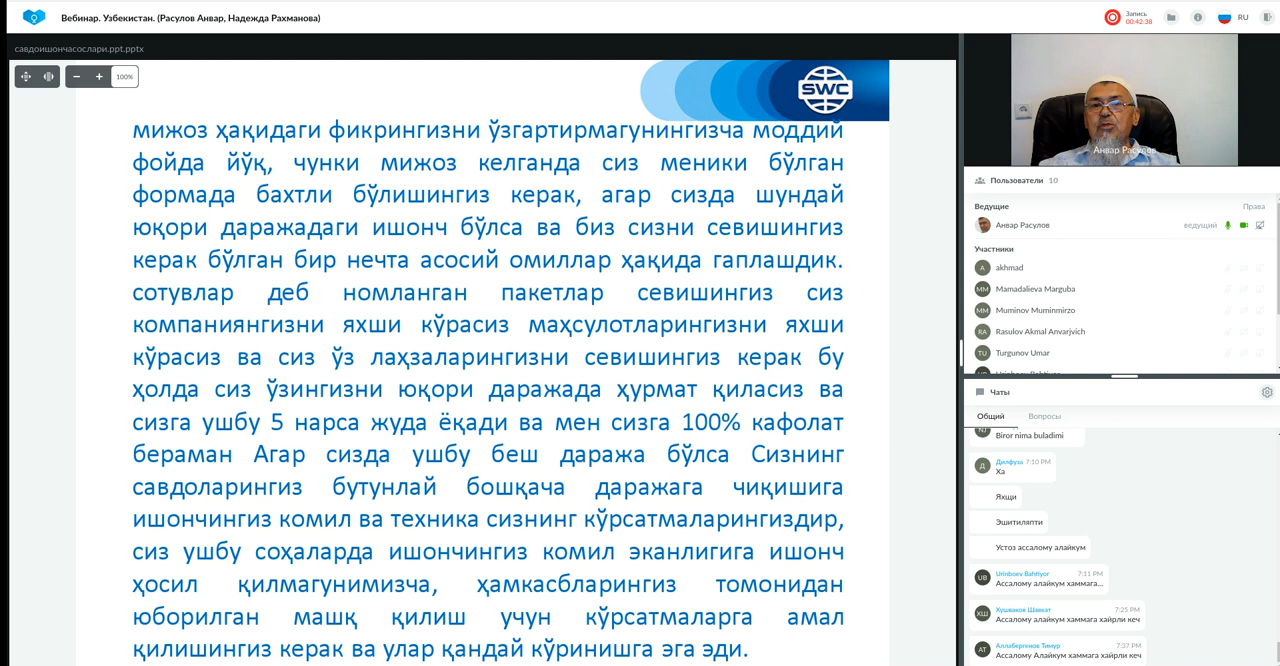 Вебинар. Узбекистан. (Расулов Анвар, Надежда Рахманова)
Запись
00:42:38
RU
савдоишончасослари.ppt.pptx
100%
SWC
мижоз ҳақидаги фикрингизни ўзгартирмагунингизча моддий
фойда йўқ, чунки мижоз келганда сиз меники бўлган
формада бахтли бўлишингиз керак, агар сизда шундай
юқори даражадаги ишонч бўлса ва биз сизни севишингиз
керак бўлган бир нечта асосий омиллар ҳақида гаплашдик.
сотувлар деб номланган пакетлар севишингиз сиз
компаниянгизни яхши кўрасиз маҳсулотларингизни яхши
кўрасиз ва сиз ўз лаҳзаларингизни севишингиз керак бу
ҳолда сиз ўзингизни юқори даражада ҳурмат қиласиз ва
сизга ушбу 5 нарса жуда ёқади ва мен сизга 100% кафолат
бераман Агар сизда ушбу беш даража бўлса Сизнинг
савдоларингиз бутунлай бошқача даражага чиқишига
ишончингиз комил ва техника сизнинг кўрсатмаларингиздир,
сиз ушбу соҳаларда ишончингиз комил эканлигига ишонч
ҳосил қилмагунимизча, ҳамкасбларингиз томонидан
юборилган машқ қилиш учун кўрсатмаларга амал
қилишингиз керак ва улар қандай кўринишга эга эди.
Анвар Расулов
Пользователи 10
Ведущие Права
Анвар Расулов ведущий
Участники
A akhmad
MM Mamadalieva Marguba
MM Muminov Muminmirzo
RA Rasulov Akmal Anvarjvich
TU Turgunov Umar
Чаты
Общий Вопросы
Biror nima buladimi
Д Дилфуза 7:10 PM
Ха
Яхши
Эшитиляпти
Устоз ассалому алайкум
UB Urinboev Bahtiyor 7:11 PM
Ассалому алайкум хаммага...
ХШ Хушваков Шавкат 7:25 PM
Ассалому алайкум хаммага хайрли кеч
АТ Аллабергенов Тимур 7:37 PM
Ассалому Алайкум хаммага хайрли кеч